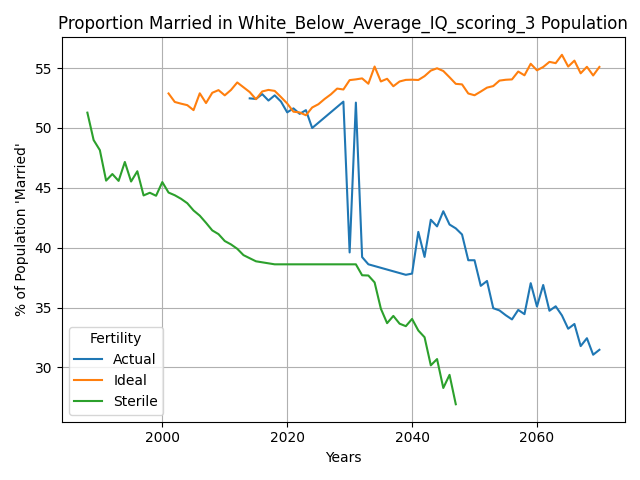 Proportion Married in White_Below_Average_IQ_scoring_3 Population
% of Population 'Married'
55
50
45
40
35
30
Fertility
Actual
Ideal
Sterile
2000
2020
2040
2060
Years